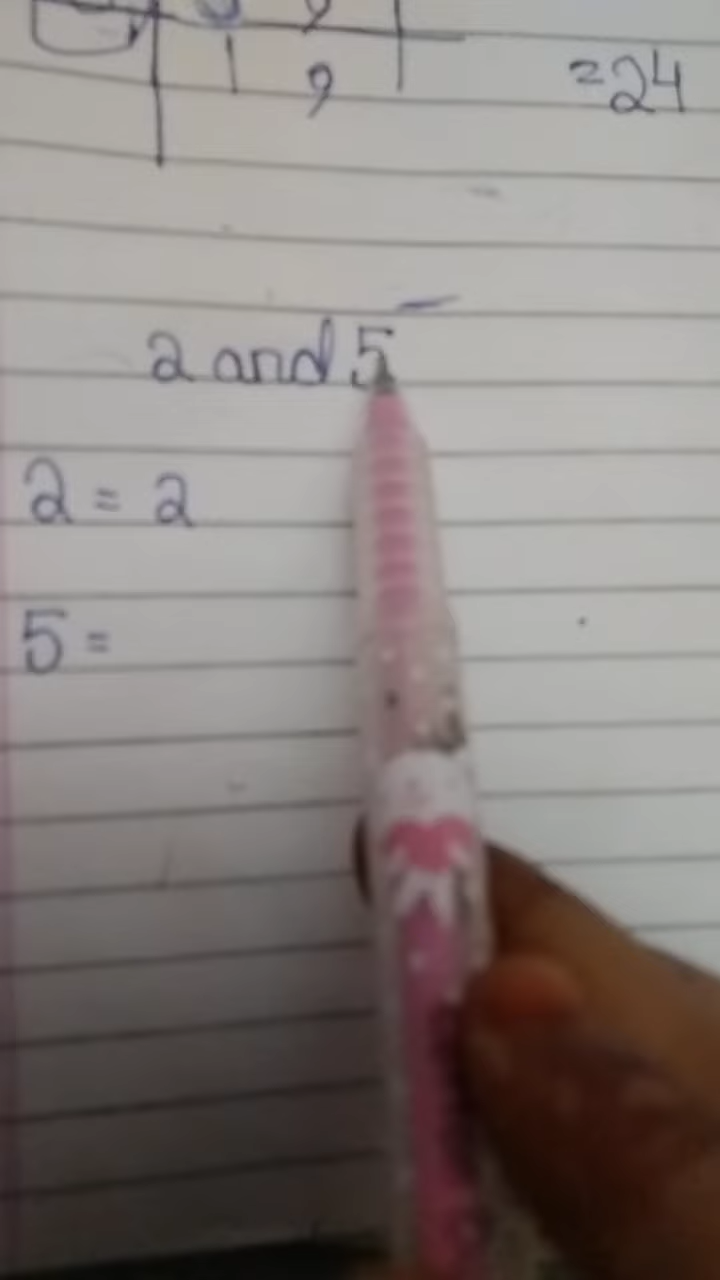 1 9
=24
2 and 5
2 = 2
5 =